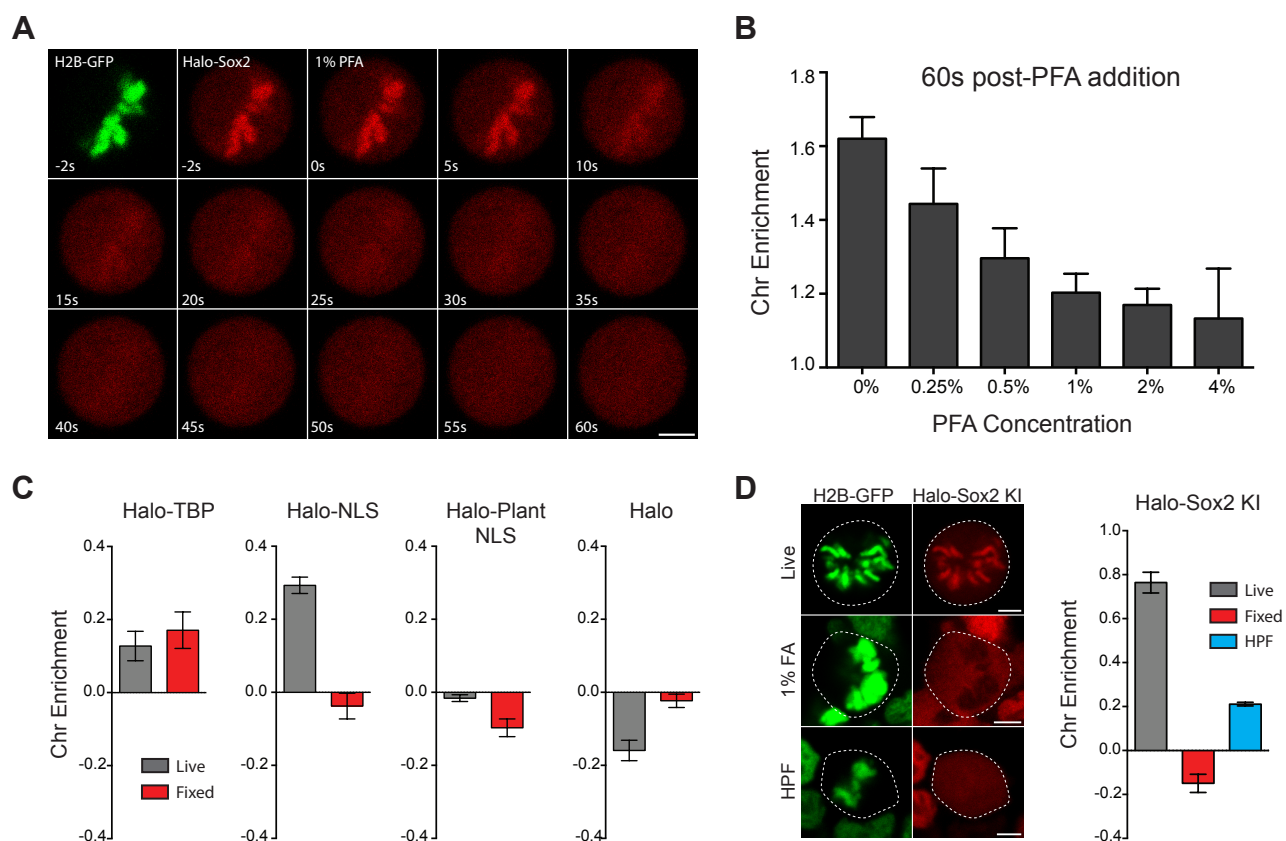 A
H2B-GFP
Halo-Sox2
1% PFA
-2s
-2s
0s
5s
10s
15s
20s
25s
30s
35s
40s
45s
50s
55s
60s
B
60s post-PFA addition
Chr Enrichment
1.8
1.6
1.4
1.2
1.0
0% 0.25% 0.5% 1% 2% 4%
PFA Concentration
C
Halo-TBP
Chr Enrichment
0.4
0.2
0.0
-0.2
-0.4
Live
Fixed
Halo-NLS
0.4
0.2
0.0
-0.2
-0.4
Halo-Plant
NLS
0.4
0.2
0.0
-0.2
-0.4
Halo
0.4
0.2
0.0
-0.2
-0.4
D
H2B-GFP
Halo-Sox2 KI
Live
1% FA
HPF
Halo-Sox2 KI
Chr Enrichment
1.0
0.8
0.6
0.4
0.2
0.0
-0.2
-0.4
Live
Fixed
HPF